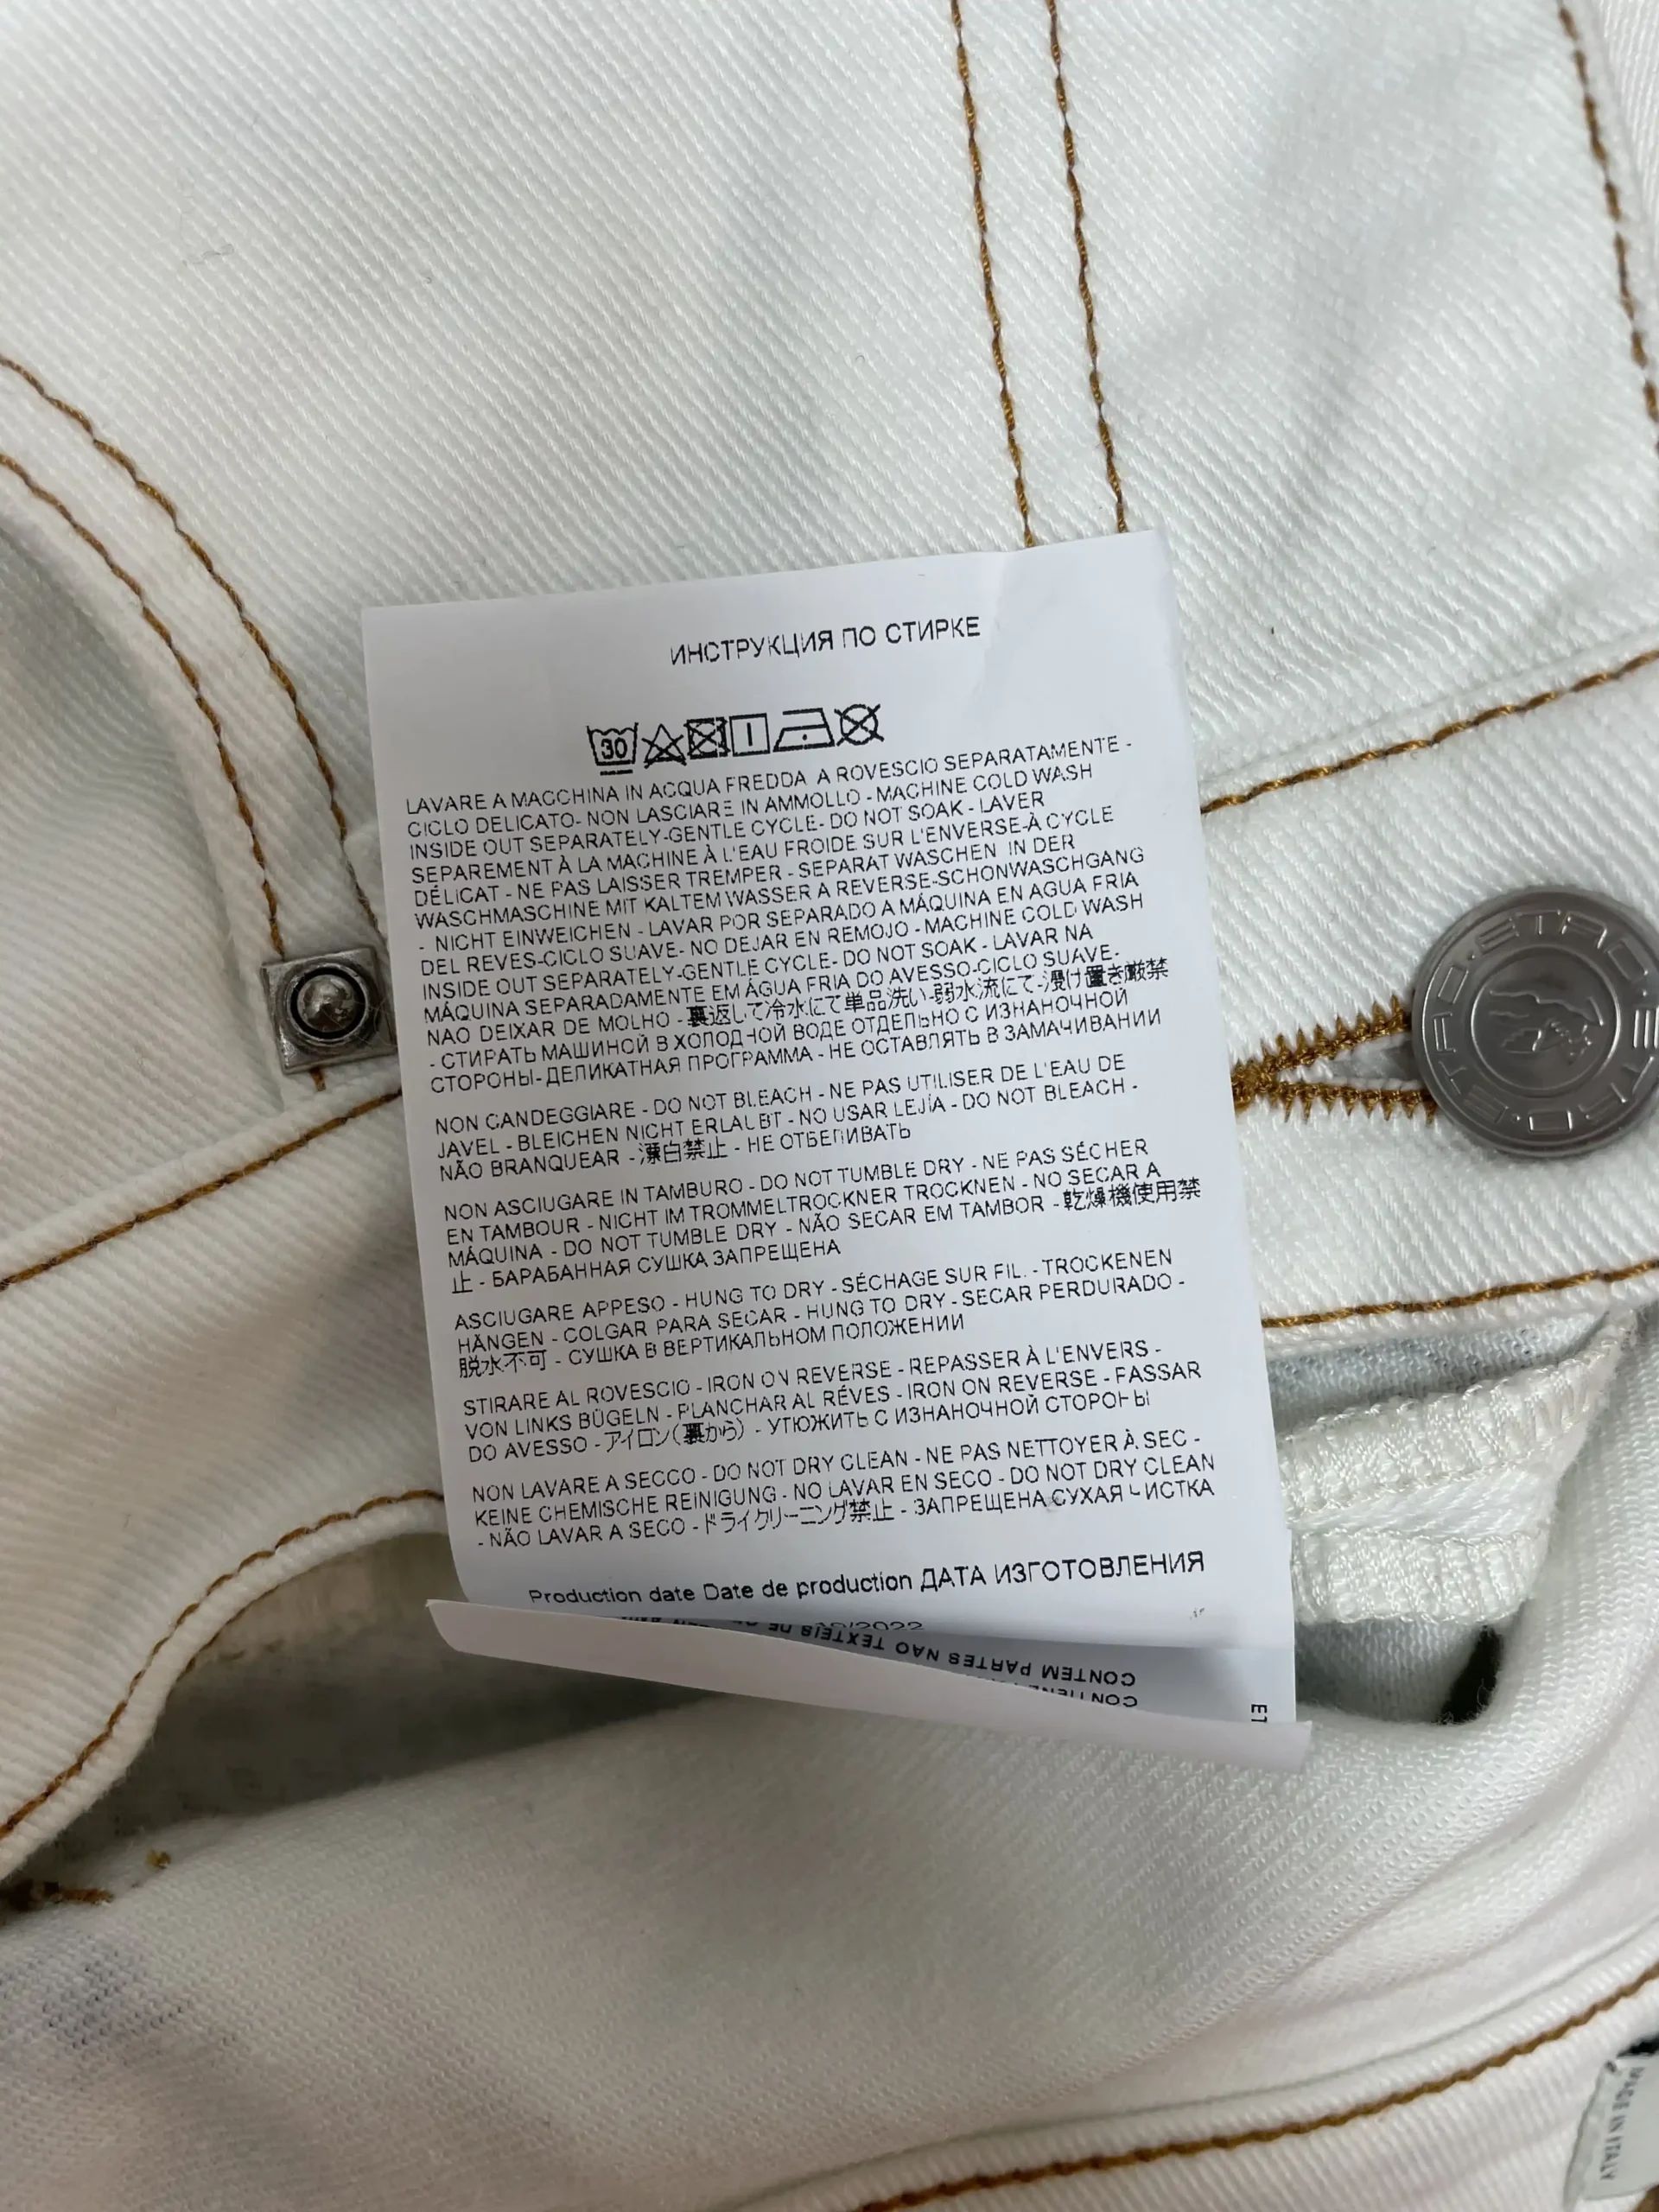 ИНСТРУКЦИЯ ПО СТИРКЕ
30
LAVARE A MACCHINA IN ACQUA FREDDA A ROVESCIO SEPARATAMENTE -
CICLO DELICATO- NON LASCIARE IN AMMOLLO - MACHINE COLD WASH
INSIDE OUT SEPARATELY-GENTLE CYCLE- DO NOT SOAK - LAVER
SEPAREMENT À LA MACHINE À L'EAU FROIDE SUR L'ENVERSE-À CYCLE
DÉLICAT - NE PAS LAISSER TREMPER - SEPARAT WASCHEN IN DER
WASCHMASCHINE MIT KALTEM WASSER A REVERSE-SCHONWASCHGANG
- NICHT EINWEICHEN - LAVAR POR SEPARADO A MÁQUINA EN AGUA FRIA
DEL REVES-CICLO SUAVE- NO DEJAR EN REMOJO - MACHINE COLD WASH
INSIDE OUT SEPARATELY-GENTLE CYCLE- DO NOT SOAK - LAVAR NA
MÁQUINA SEPARADAMENTE EM ÁGUA FRIA DO AVESSO-CICLO SUAVE-
NAO DEIXAR DE MOLHO - 裏返して冷水にて単品洗い-弱水流にて-浸け置き厳禁
- СТИРАТЬ МАШИНОЙ В ХОЛОДНОЙ ВОДЕ ОТДЕЛЬНО С ИЗНАНОЧНОЙ
СТОРОНЫ-ДЕЛИКАТНАЯ ПРОГРАММА - НЕ ОСТАВЛЯТЬ В ЗАМАЧИВАНИИ
NON CANDEGGIARE - DO NOT BLEACH - NE PAS UTILISER DE L'EAU DE
JAVEL - BLEICHEN NICHT ERLAUBT - NO USAR LEJÍA - DO NOT BLEACH -
NÃO BRANQUEAR - 漂白禁止 - НЕ ОТБЕЛИВАТЬ
NON ASCIUGARE IN TAMBURO - DO NOT TUMBLE DRY - NE PAS SÉCHER
EN TAMBOUR - NICHT IM TROMMELTROCKNER TROCKNEN - NO SECAR A
MÁQUINA - DO NOT TUMBLE DRY - NÃO SECAR EM TAMBOR - 乾燥機使用禁
止 - БАРАБАННАЯ СУШКА ЗАПРЕЩЕНА
ASCIUGARE APPESO - HUNG TO DRY - SÉCHAGE SUR FIL. - TROCKENEN
HÄNGEN - COLGAR PARA SECAR - HUNG TO DRY - SECAR PERDURADO -
脱水不可 - СУШКА В ВЕРТИКАЛЬНОМ ПОЛОЖЕНИИ
STIRARE AL ROVESCIO - IRON ON REVERSE - REPASSER À L'ENVERS -
VON LINKS BÜGELN - PLANCHAR AL RÉVES - IRON ON REVERSE - PASSAR
DO AVESSO - アイロン(裏から) - УТЮЖИТЬ С ИЗНАНОЧНОЙ СТОРОНЫ
NON LAVARE A SECCO - DO NOT DRY CLEAN - NE PAS NETTOYER À SEC -
KEINE CHEMISCHE REINIGUNG - NO LAVAR EN SECO - DO NOT DRY CLEAN
- NÃO LAVAR A SECO - ドライクリーニング禁止 - ЗАПРЕЩЕНА СУХАЯ ЧИСТКА
Production date Date de production ДАТА ИЗГОТОВЛЕНИЯ
CONTEM PARTES NAO TEXTEIS DE
ETRO ETRO
MADE IN ITALY